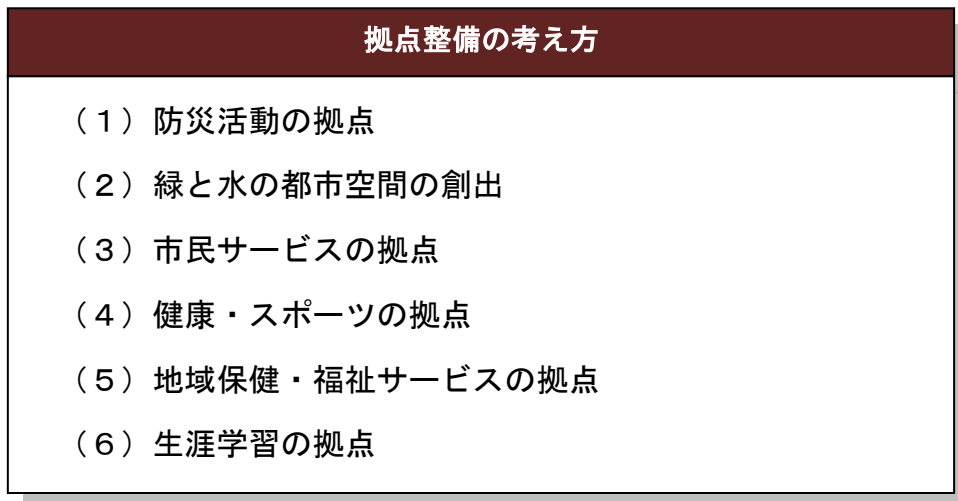 拠点整備の考え方
（１）防災活動の拠点
（２）緑と水の都市空間の創出
（３）市民サービスの拠点
（４）健康・スポーツの拠点
（５）地域保健・福祉サービスの拠点
（６）生涯学習の拠点